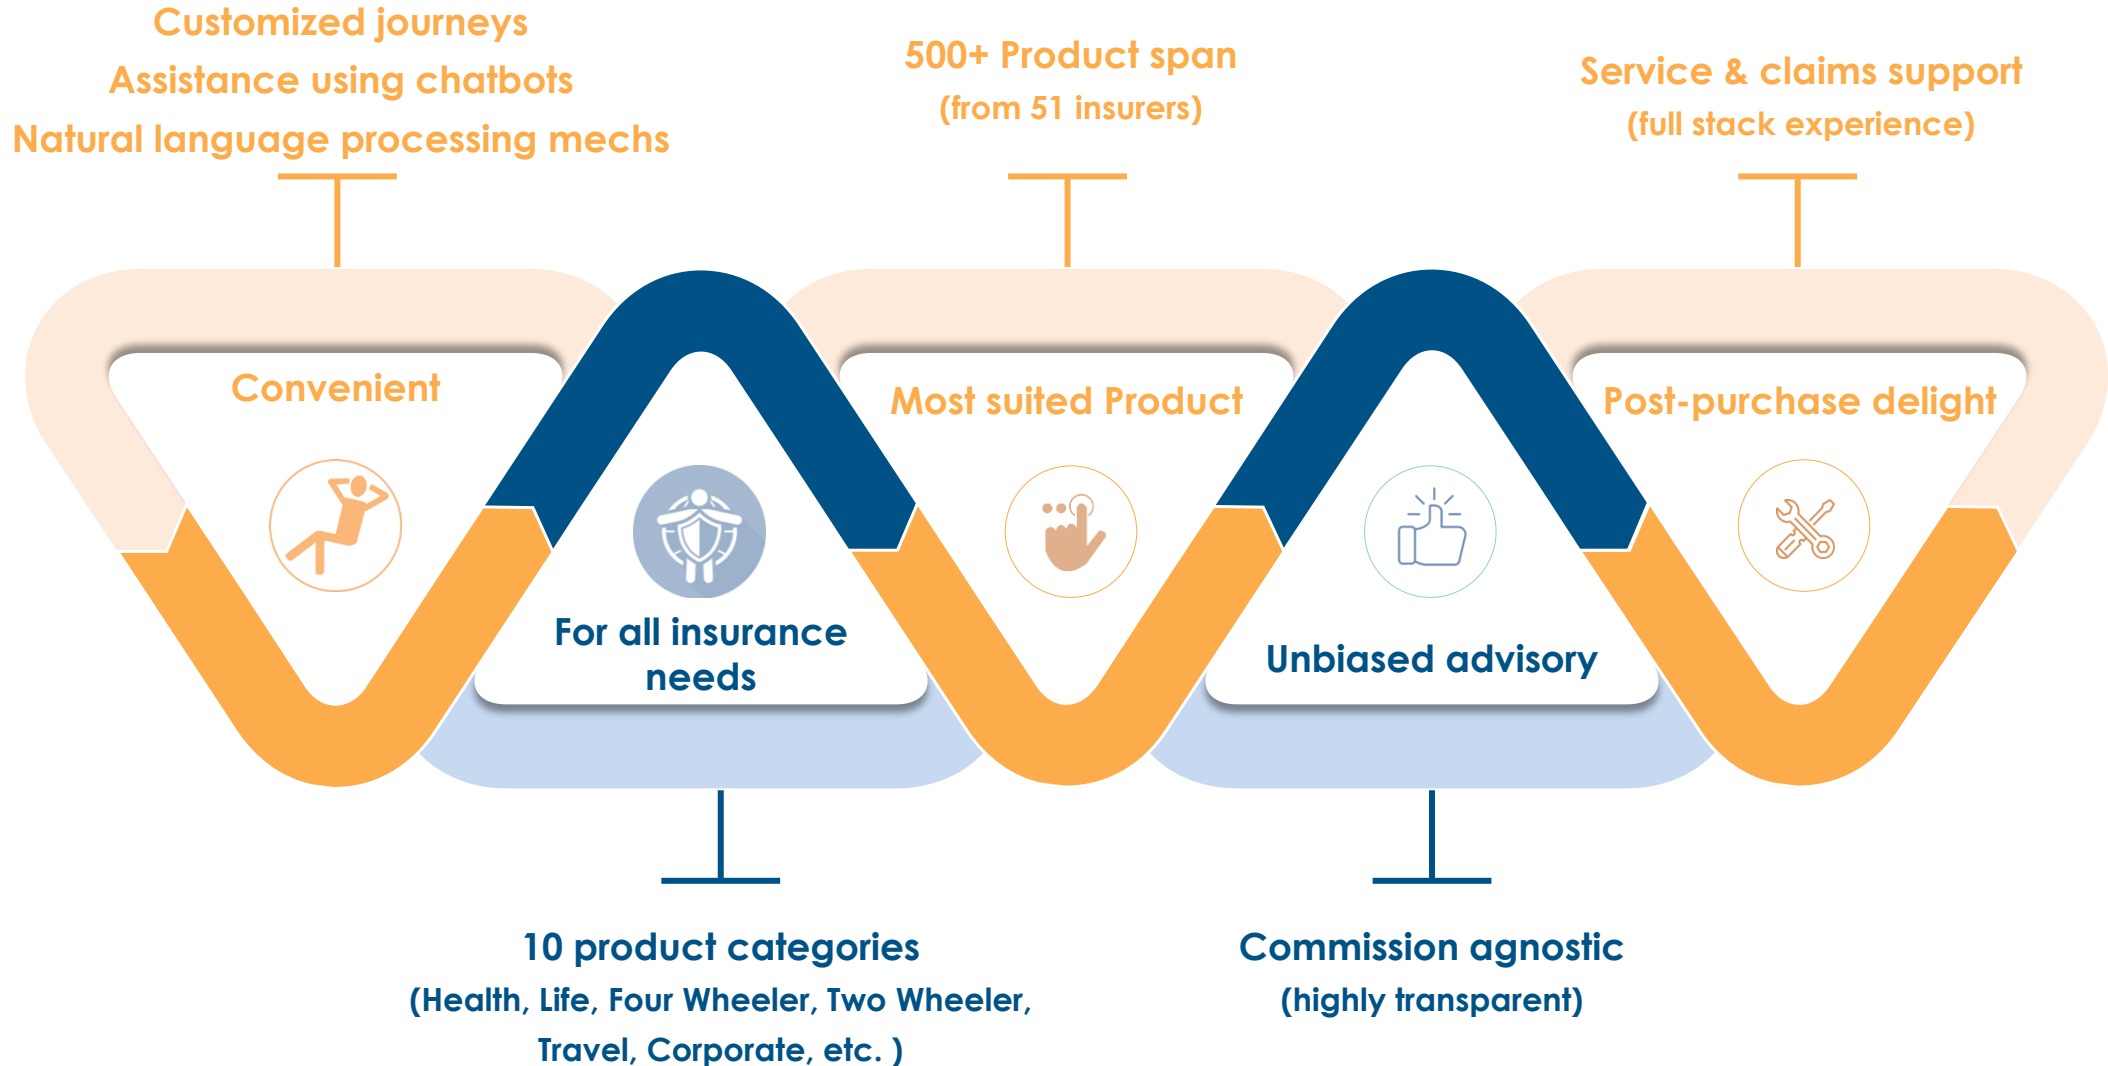 Customized journeys
Assistance using chatbots
Natural language processing mechs
500+ Product span
(from 51 insurers)
Service & claims support
(full stack experience)
Convenient
Most suited Product
Post-purchase delight
For all insurance
needs
Unbiased advisory
10 product categories
(Health, Life, Four Wheeler, Two Wheeler,
Travel, Corporate, etc. )
Commission agnostic
(highly transparent)